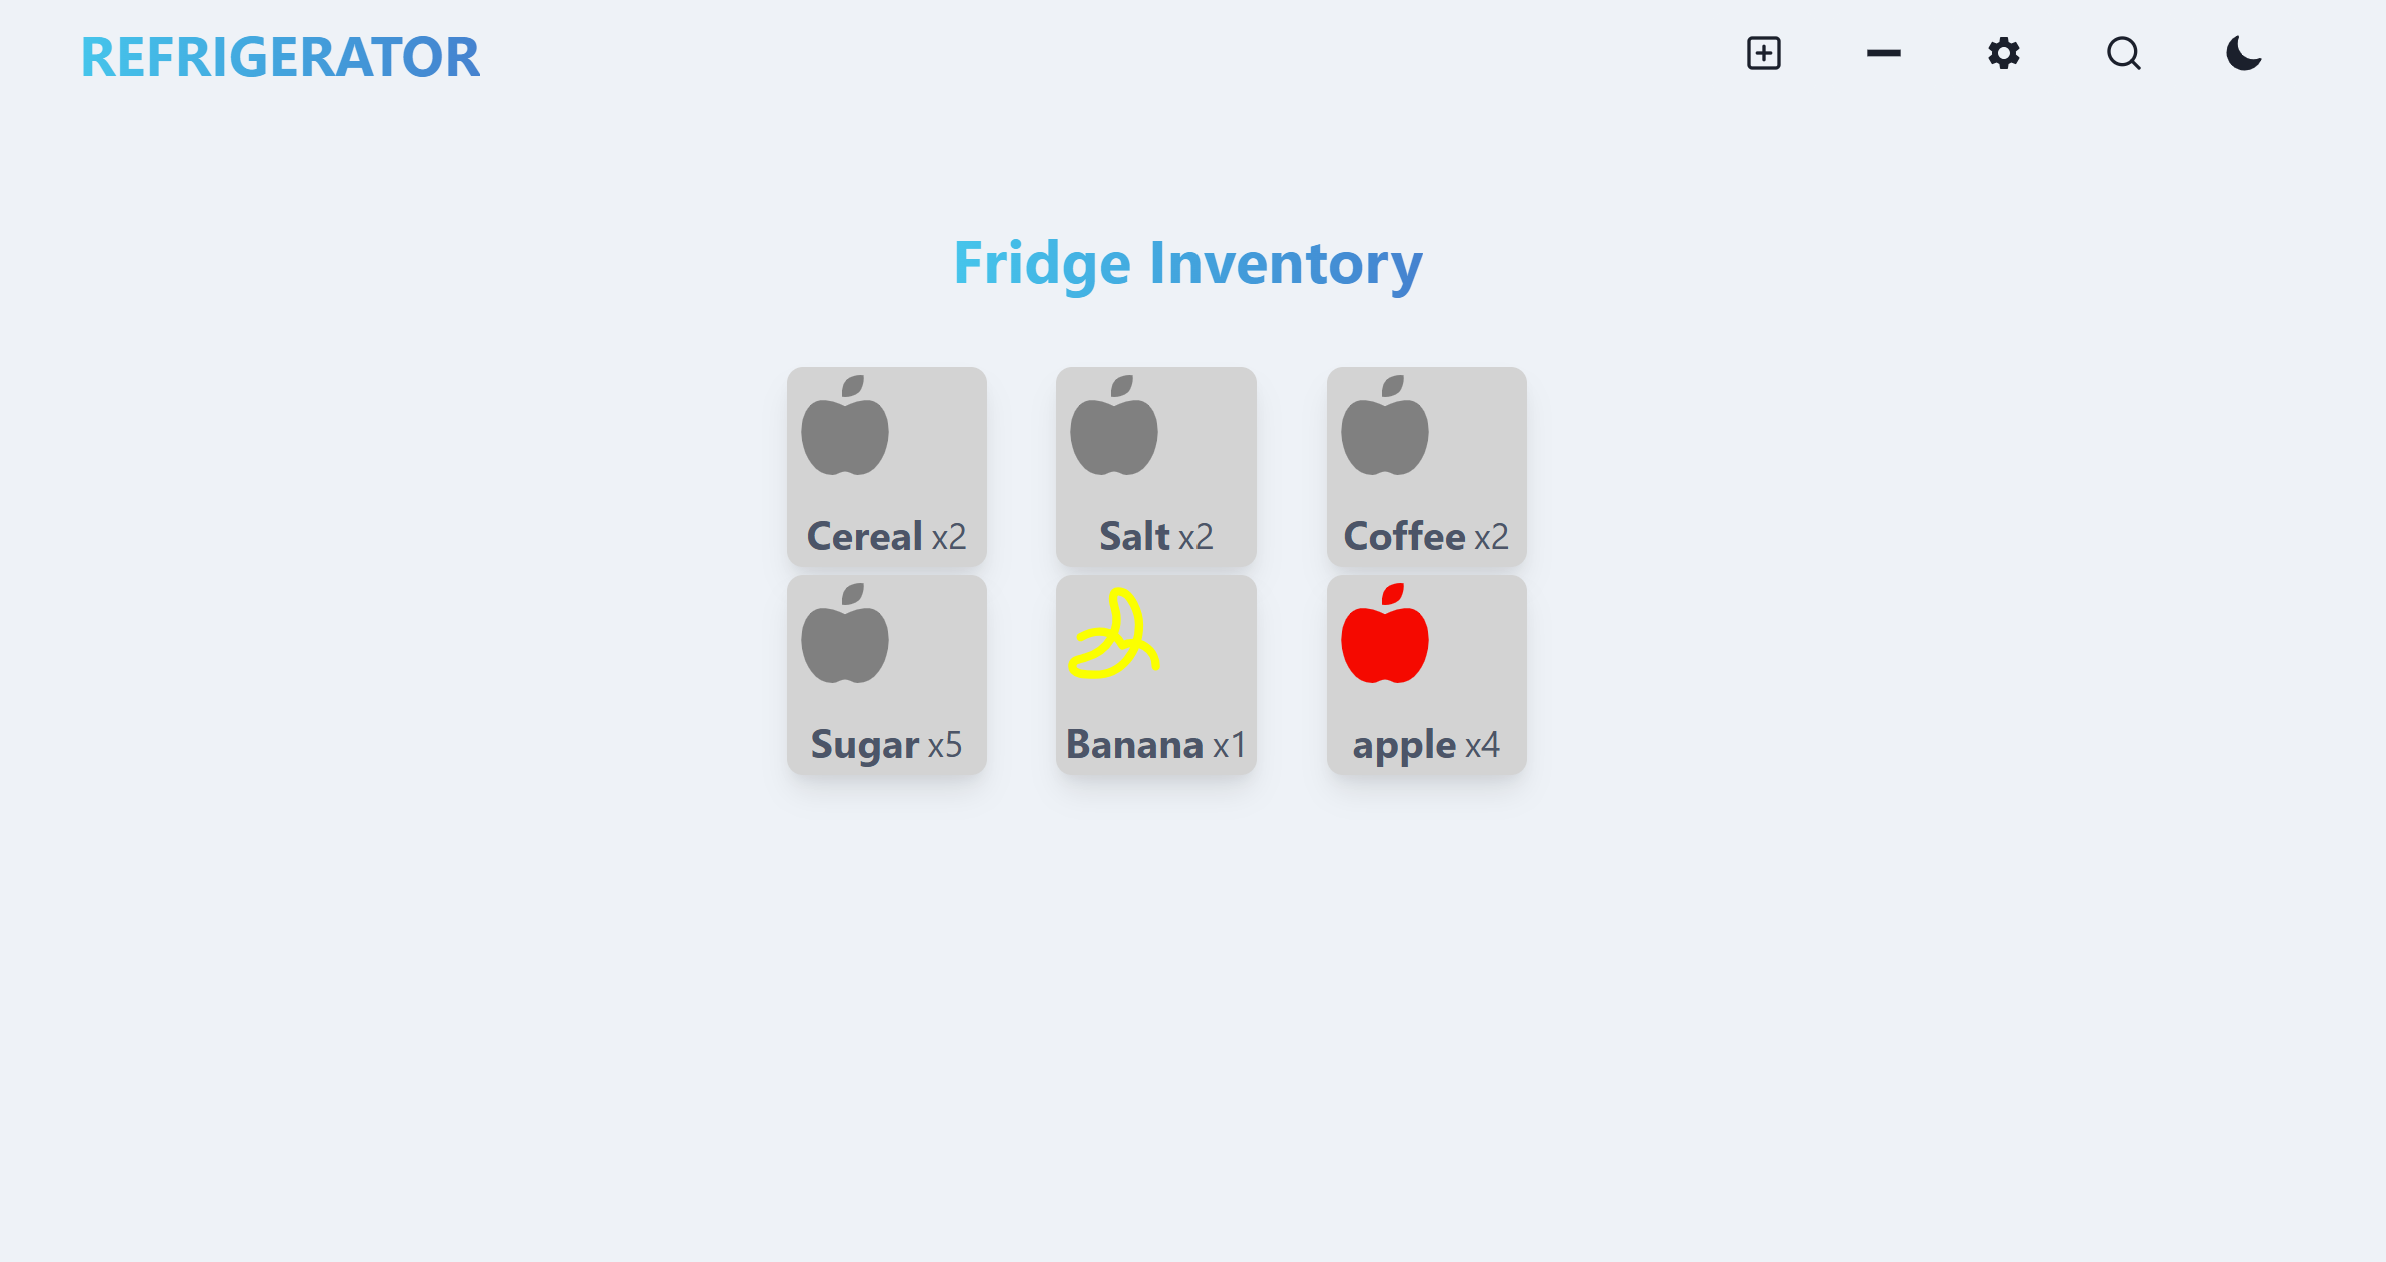 REFRIGERATOR
Fridge Inventory
Cereal x2
Salt x2
Coffee x2
Sugar x5
Banana x1
apple x4